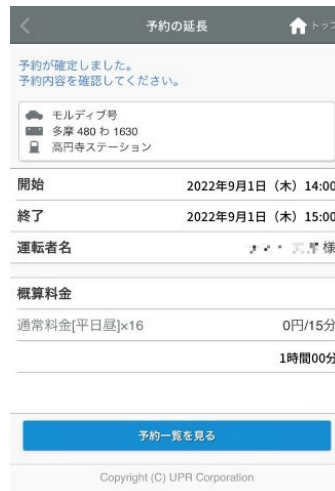 予約の延長
トップ
予約が確定しました。
予約内容を確認してください。
モルディブ号
多摩 480 わ 1630
高円寺ステーション
開始 2022年9月1日（木）14:00
終了 2022年9月1日（木）15:00
運転者名 様
概算料金
通常料金[平日昼]×16 0円/15分
1時間00分
予約一覧を見る
Copyright (C) UPR Corporation